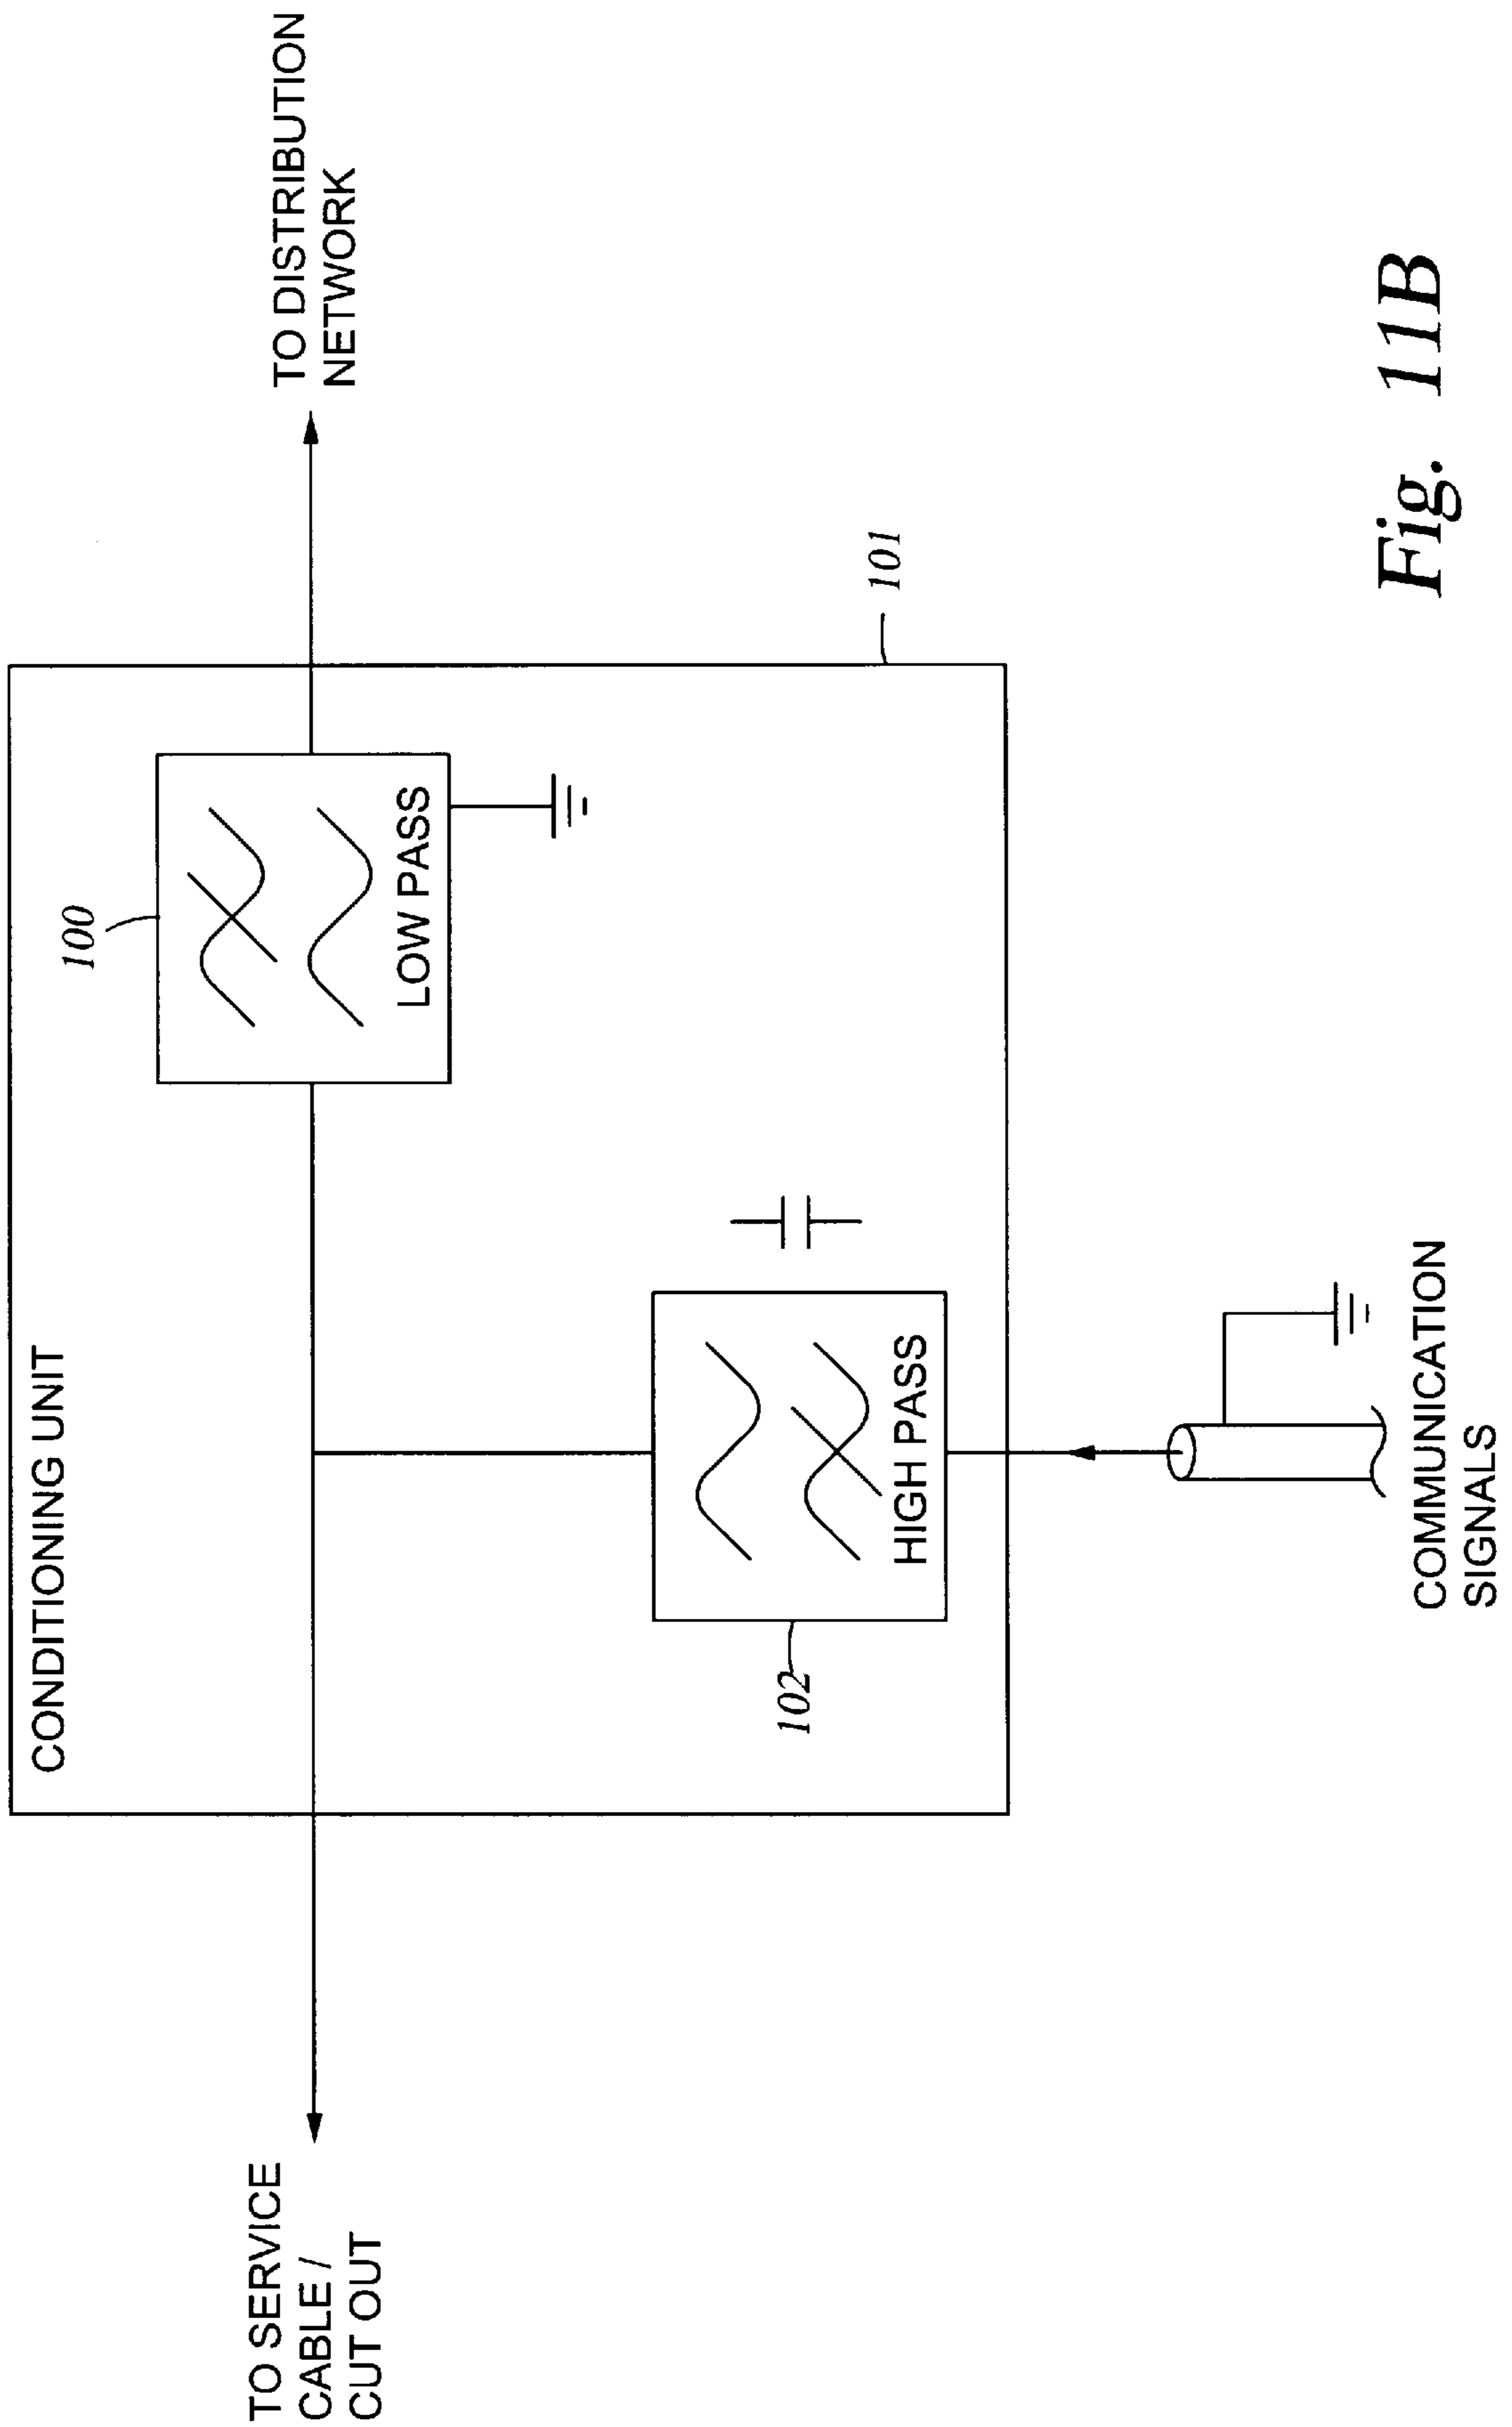 CONDITIONING UNIT
100
TO DISTRIBUTION
NETWORK
LOW PASS
TO SERVICE
CABLE /
CUT OUT
102
HIGH PASS
101
COMMUNICATION
SIGNALS
Fig. 11B